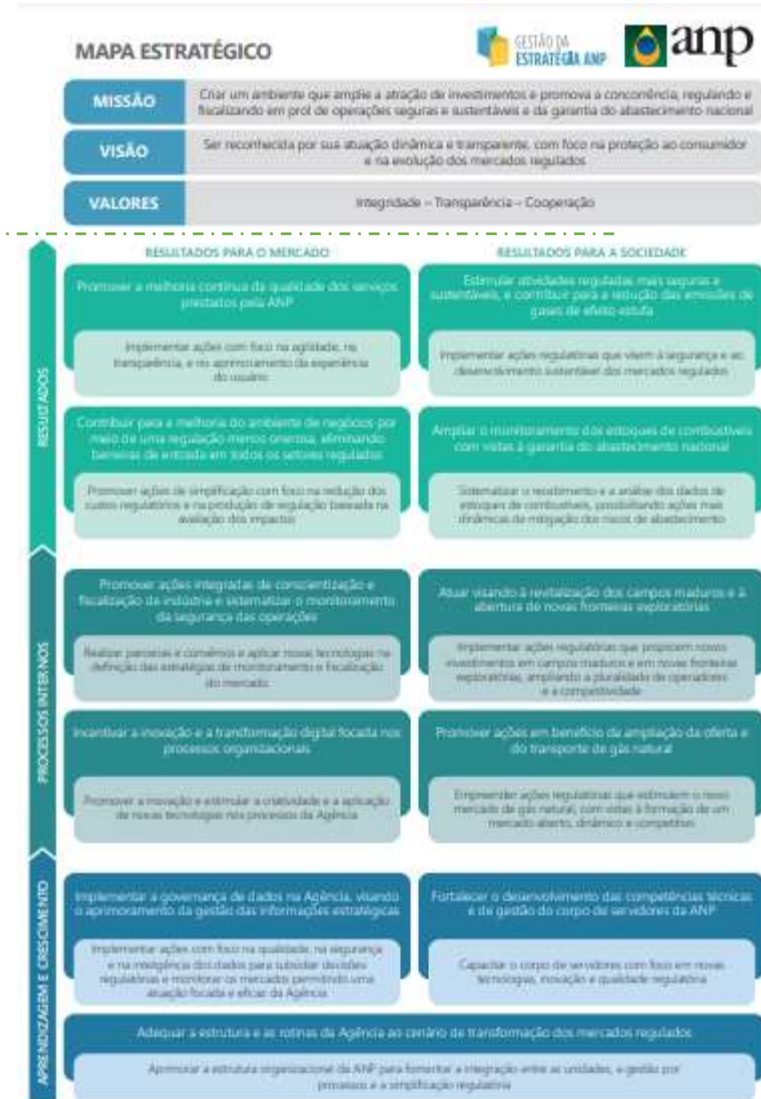 MAPA ESTRATÉGICO
GESTÃO DA
ESTRATÉGIA ANP
anp
MISSÃO
Criar um ambiente que amplie a atração de investimentos e promova a concorrência, regulando e
fiscalizando em prol de operações seguras e sustentáveis e da garantia do abastecimento nacional
VISÃO
Ser reconhecida por sua atuação dinâmica e transparente, com foco na proteção ao consumidor
e na evolução dos mercados regulados
VALORES
Integridade – Transparência – Cooperação
RESULTADOS
RESULTADOS PARA O MERCADO
Promover a melhoria contínua da qualidade dos serviços
prestados pela ANP
Implementar ações com foco na agilidade, na
transparência, e no aprimoramento da experiência
do usuário
RESULTADOS PARA A SOCIEDADE
Estimular atividades reguladas mais seguras e
sustentáveis, e contribuir para a redução das emissões de
gases de efeito estufa
Implementar ações regulatórias que visem à segurança e ao
desenvolvimento sustentável dos mercados regulados
Contribuir para a melhoria do ambiente de negócios por
meio de uma regulação menos onerosa, eliminando
barreiras de entrada em todos os setores regulados
Promover ações de simplificação com foco na redução dos
custos regulatórios e na produção de regulação baseada na
avaliação dos impactos
Ampliar o monitoramento dos estoques de combustíveis
com vistas à garantia do abastecimento nacional
Sistematizar o recebimento e a análise dos dados de
estoques de combustíveis, possibilitando ações mais
dinâmicas de mitigação dos riscos de abastecimento
PROCESSOS INTERNOS
Promover ações integradas de conscientização e
fiscalização da indústria e sistematizar o monitoramento
da segurança das operações
Realizar parcerias e convênios e aplicar novas tecnologias na
definição das estratégias de monitoramento e fiscalização
do mercado
Atuar visando à revitalização dos campos maduros e à
abertura de novas fronteiras exploratórias
Implementar ações regulatórias que propiciem novos
investimentos em campos maduros e em novas fronteiras
exploratórias, ampliando a pluralidade de operadores
e a competitividade
Incentivar a inovação e a transformação digital focada nos
processos organizacionais
Promover a inovação e estimular a criatividade e a aplicação
de novas tecnologias nos processos da Agência
Promover ações em benefício da ampliação da oferta e
do transporte de gás natural
Empreender ações regulatórias que estimulem o novo
mercado de gás natural, com vistas à formação de um
mercado aberto, dinâmico e competitivo
APRENDIZAGEM E CRESCIMENTO
Implementar a governança de dados na Agência, visando
o aprimoramento da gestão das informações estratégicas
Implementar ações com foco na qualidade, na segurança
e na inteligência dos dados para subsidiar decisões
regulatórias e monitorar os mercados permitindo uma
atuação focada e eficaz da Agência
Fortalecer o desenvolvimento das competências técnicas
e de gestão do corpo de servidores da ANP
Capacitar o corpo de servidores com foco em novas
tecnologias, inovação e qualidade regulatória
Adequar a estrutura e as rotinas da Agência ao cenário de transformação dos mercados regulados
Aprimorar a estrutura organizacional da ANP para fomentar a integração entre as unidades, a gestão por
processos e a simplificação regulatória